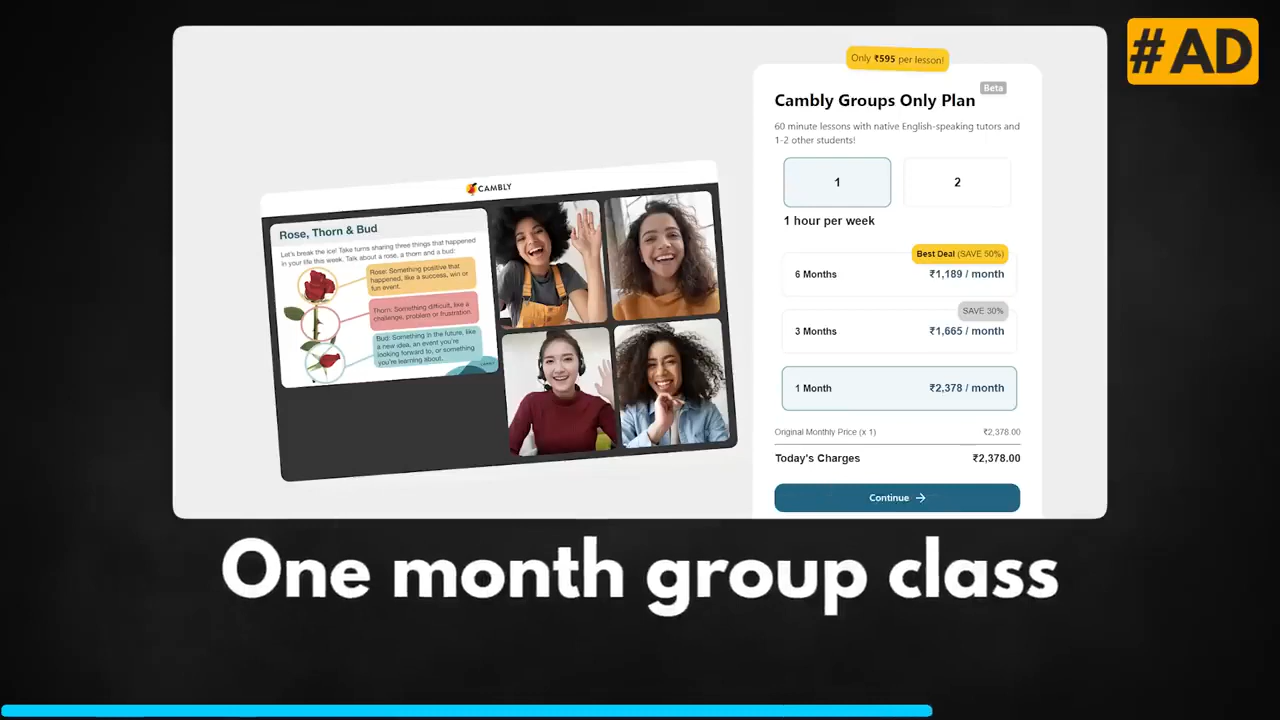 #AD
Only ₹595 per lesson!
Beta
Cambly Groups Only Plan
60 minute lessons with native English-speaking tutors and
1-2 other students!
1
2
1 hour per week
Best Deal (SAVE 50%)
6 Months
₹1,189 / month
SAVE 30%
3 Months
₹1,665 / month
1 Month
₹2,378 / month
Original Monthly Price (x 1)
₹2,378.00
Today's Charges
₹2,378.00
Continue →
CAMBLY
Rose, Thorn & Bud
Let's break the ice! Take turns sharing three things that happened
in your life this week. Talk about a rose, a thorn and a bud:
Rose: Something positive that
happened, like a success, win or
fun event.
Thorn: Something difficult, like a
challenge, problem or frustration.
Bud: Something in the future, like
a new idea, an event you're
looking forward to, or something
you're learning about.
One month group class